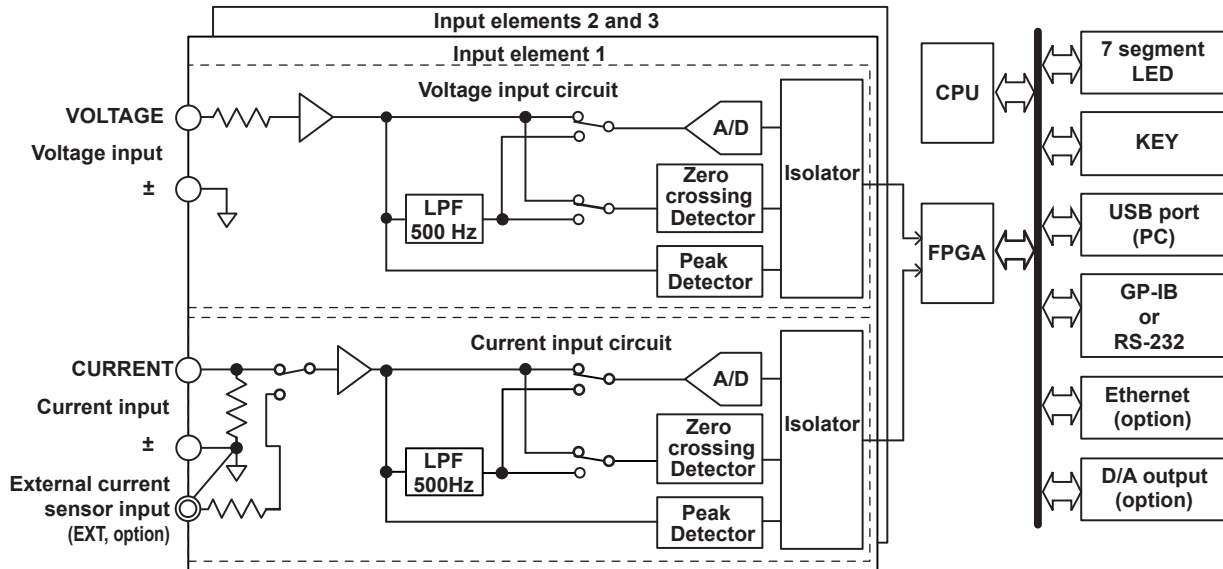 Input elements 2 and 3
Input element 1
Voltage input circuit
VOLTAGE
Voltage input
±
LPF
500 Hz
A/D
Zero
crossing
Detector
Peak
Detector
Isolator
Current input circuit
CURRENT
Current input
±
External current
sensor input
(EXT, option)
LPF
500Hz
A/D
Zero
crossing
Detector
Peak
Detector
Isolator
CPU
FPGA
7 segment
LED
KEY
USB port
(PC)
GP-IB
or
RS-232
Ethernet
(option)
D/A output
(option)